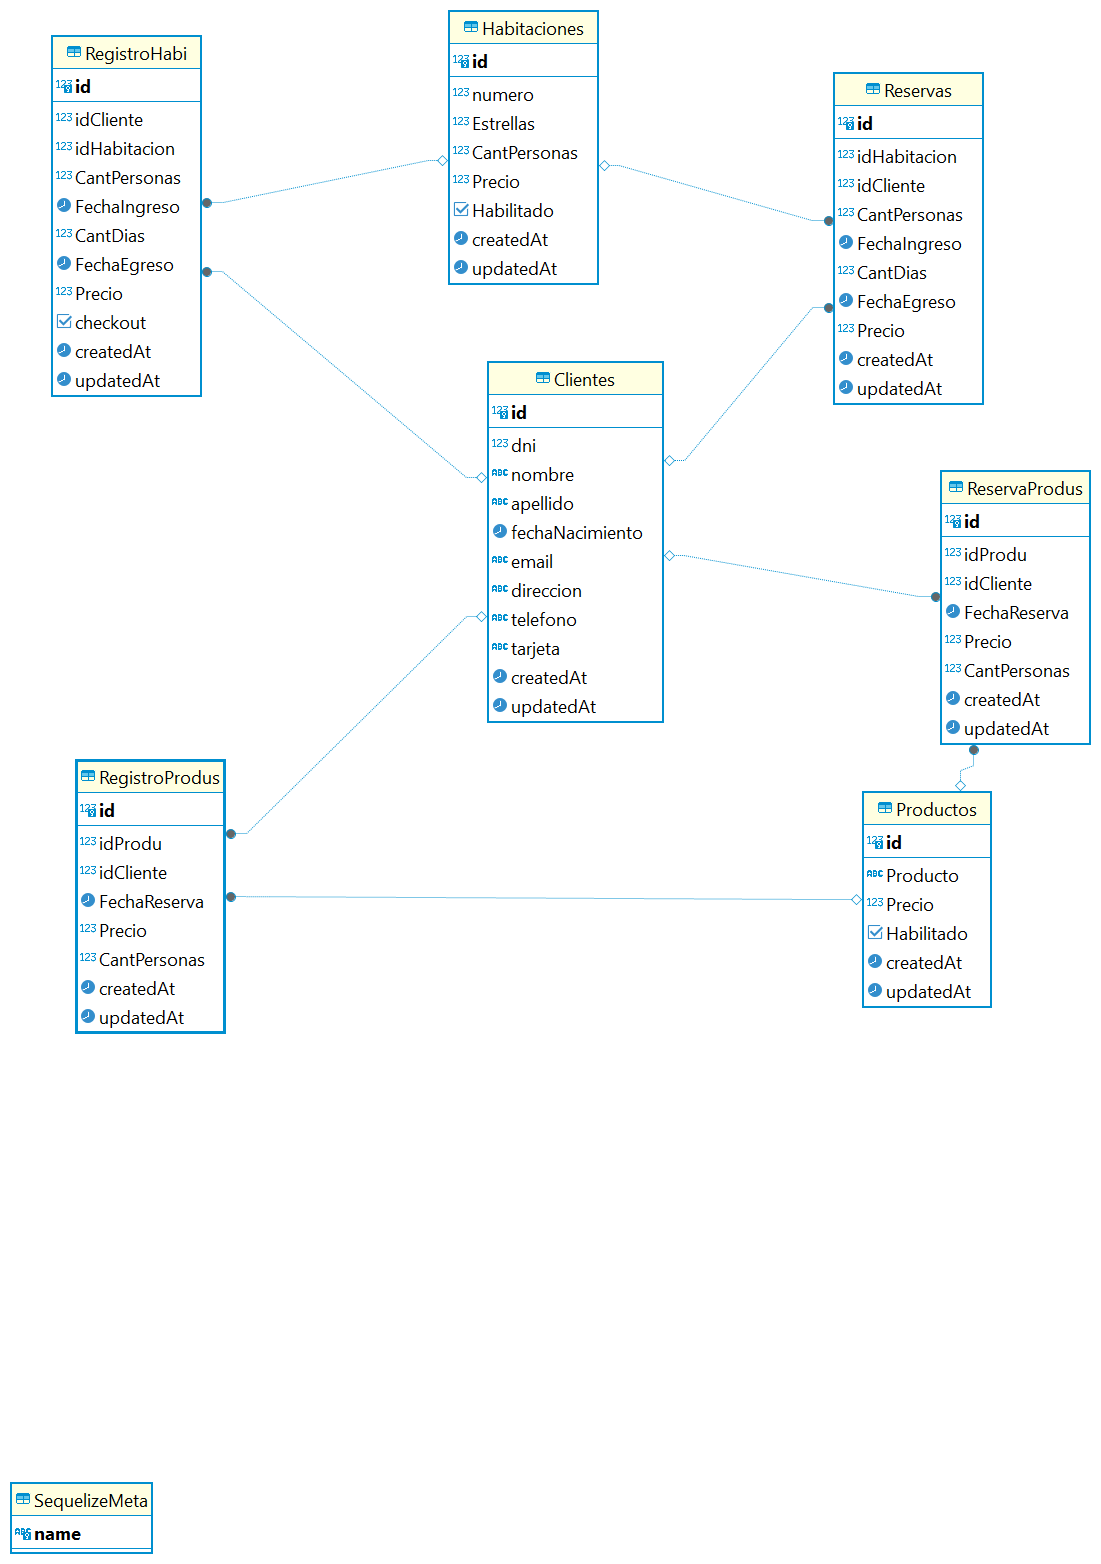 RegistroHabi
id
idCliente
idHabitacion
CantPersonas
FechaIngreso
CantDias
FechaEgreso
Precio
checkout
createdAt
updatedAt
Habitaciones
id
numero
Estrellas
CantPersonas
Precio
Habilitado
createdAt
updatedAt
Reservas
id
idHabitacion
idCliente
CantPersonas
FechaIngreso
CantDias
FechaEgreso
Precio
createdAt
updatedAt
Clientes
id
dni
nombre
apellido
fechaNacimiento
email
direccion
telefono
tarjeta
createdAt
updatedAt
ReservaProdus
id
idProdu
idCliente
FechaReserva
Precio
CantPersonas
createdAt
updatedAt
RegistroProdus
id
idProdu
idCliente
FechaReserva
Precio
CantPersonas
createdAt
updatedAt
Productos
id
Producto
Precio
Habilitado
createdAt
updatedAt
SequelizeMeta
name